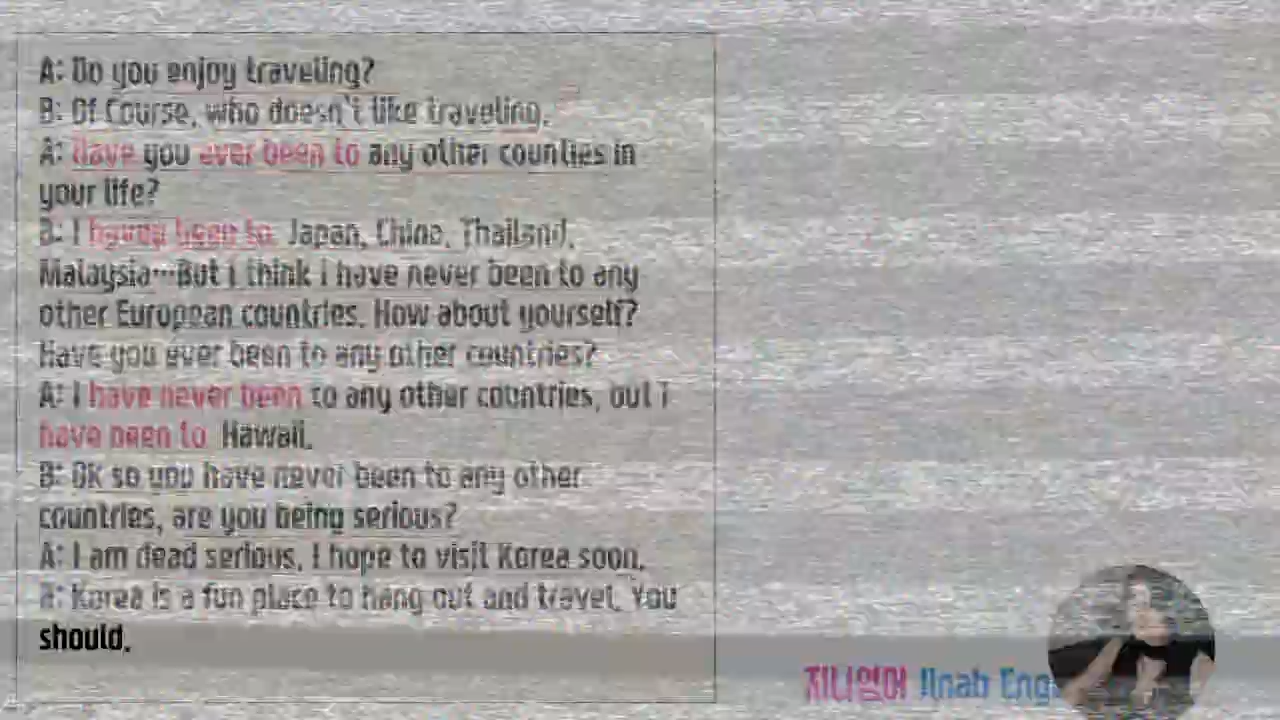 A: Do you enjoy traveling?
B: Of Course, who doesn't like traveling.
A: Have you ever been to any other counties in
your life?
B: I have been to Japan, China, Thailand,
Malaysia…But i think i have never been to any
other European countries. How about yourself?
Have you ever been to any other countries?
A: I have never been to any other countries, but i
have been to Hawaii.
B: Ok so you have never been to any other
countries, are you being serious?
A: I am dead serious, I hope to visit Korea soon.
B: Korea is a fun place to hang out and travel. You
should.
지니영어 Jinab